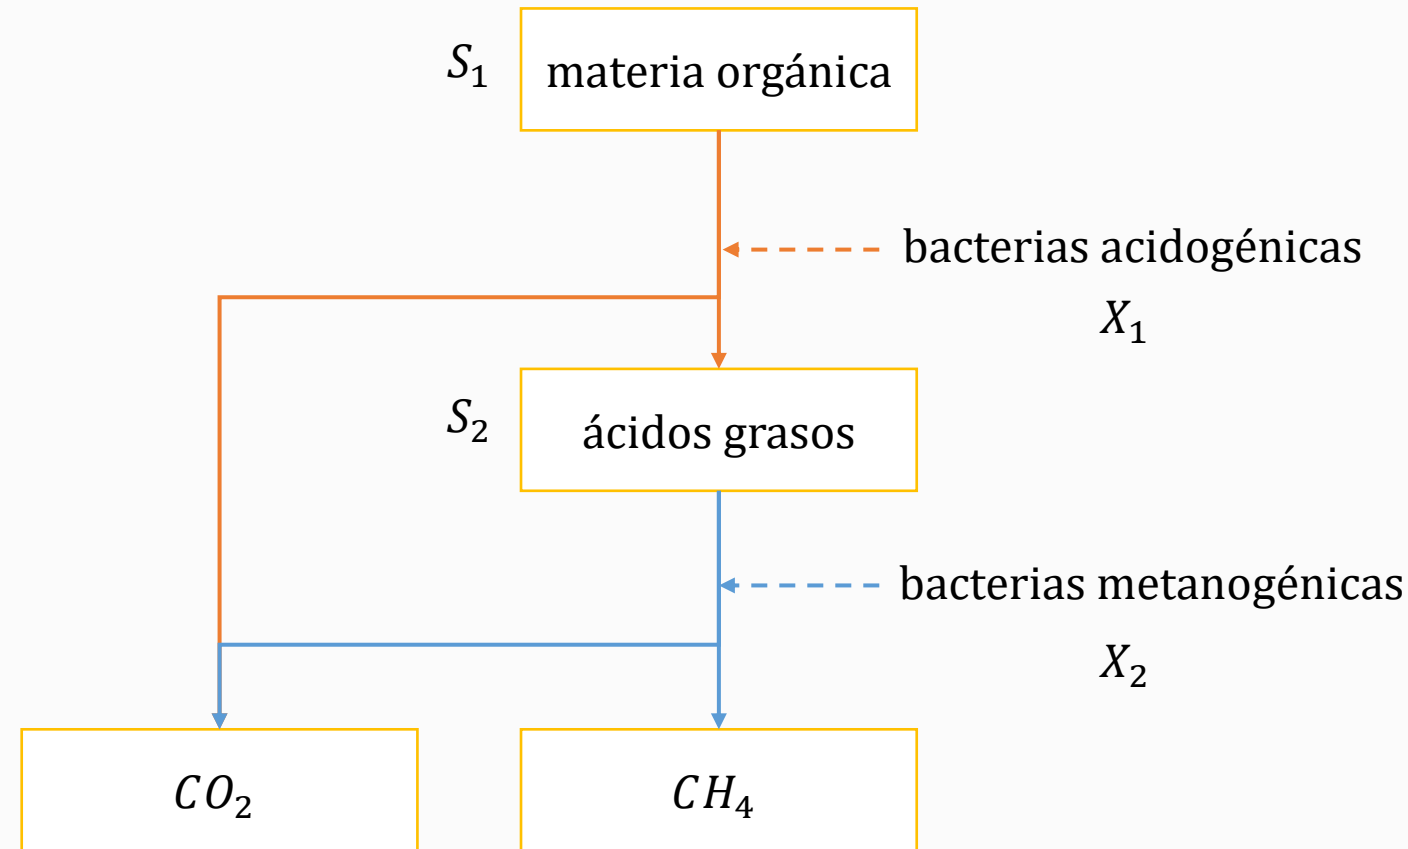 S₁
materia orgánica
bacterias acidogénicas
X₁
S₂
ácidos grasos
bacterias metanogénicas
X₂
CO₂
CH₄